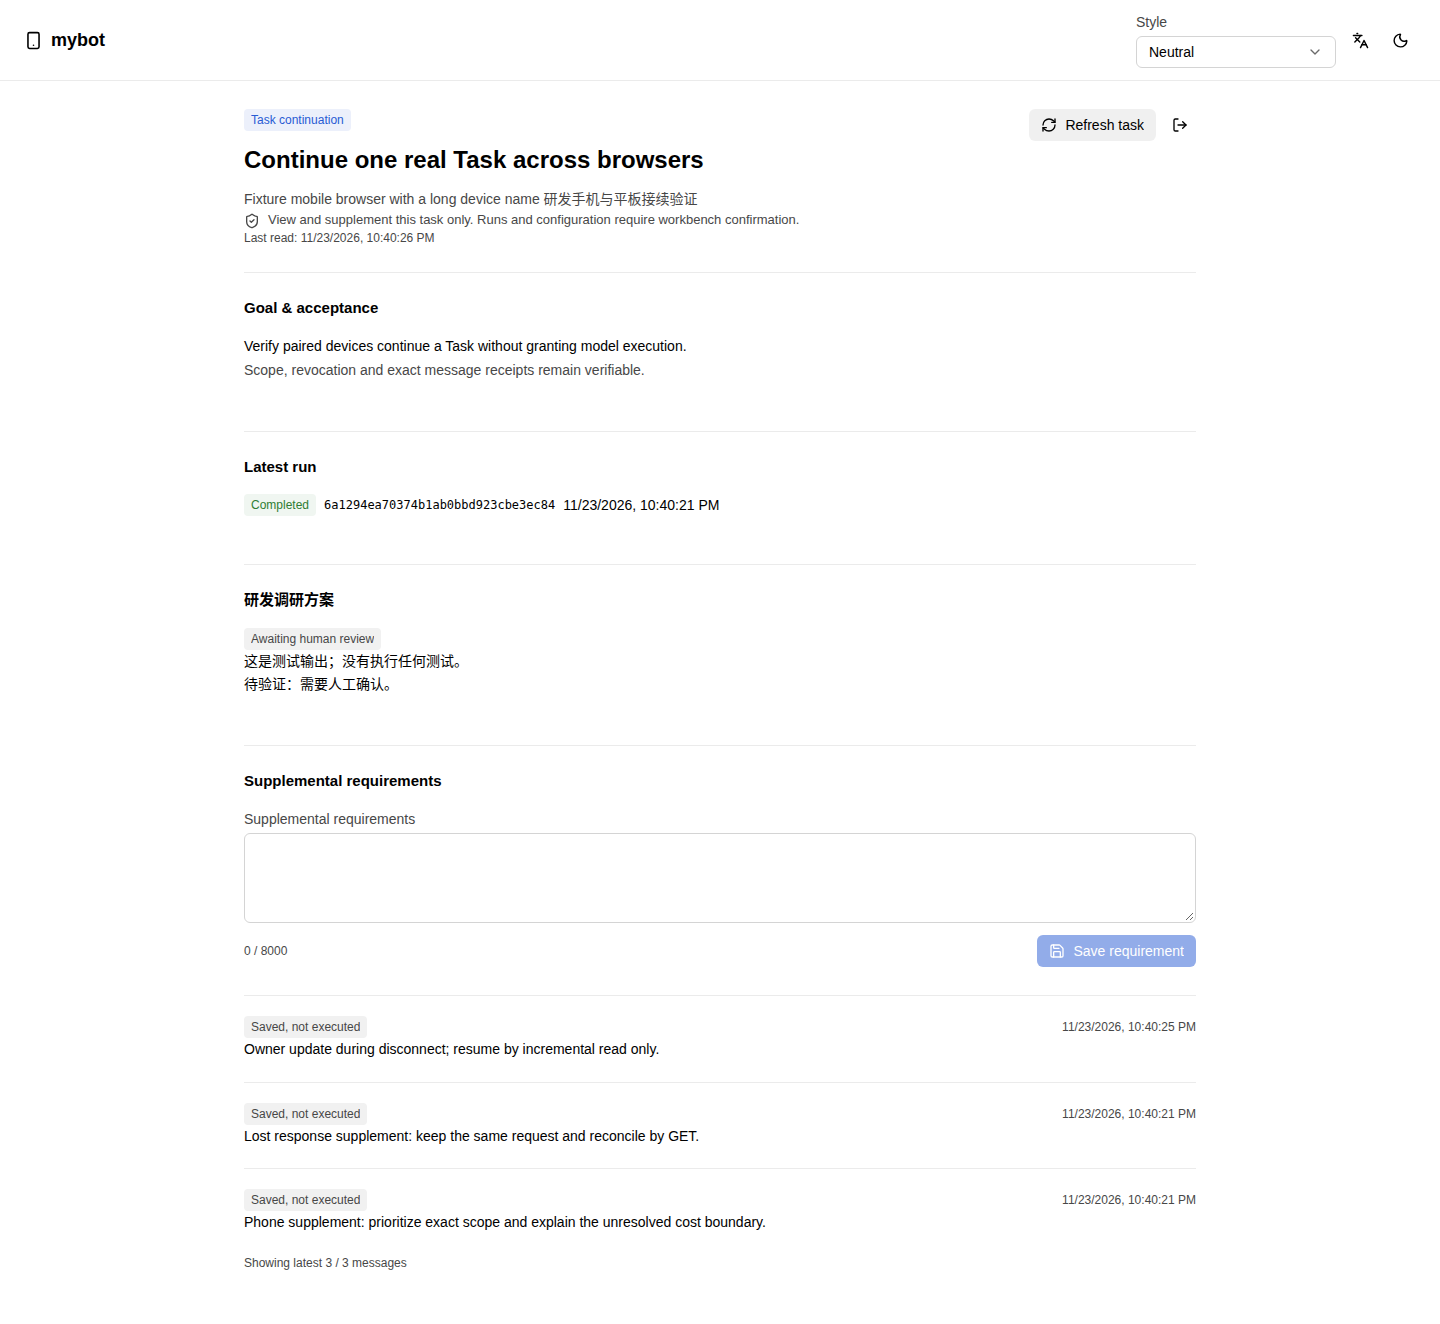 mybot
Style
Neutral
Task continuation
Refresh task
Continue one real Task across browsers
Fixture mobile browser with a long device name 研发手机与平板接续验证
View and supplement this task only. Runs and configuration require workbench confirmation.
Last read: 11/23/2026, 10:40:26 PM
Goal & acceptance
Verify paired devices continue a Task without granting model execution.
Scope, revocation and exact message receipts remain verifiable.
Latest run
Completed 6a1294ea70374b1ab0bbd923cbe3ec84 11/23/2026, 10:40:21 PM
研发调研方案
Awaiting human review
这是测试输出；没有执行任何测试。
待验证：需要人工确认。
Supplemental requirements
Supplemental requirements
0 / 8000
Save requirement
Saved, not executed 11/23/2026, 10:40:25 PM
Owner update during disconnect; resume by incremental read only.
Saved, not executed 11/23/2026, 10:40:21 PM
Lost response supplement: keep the same request and reconcile by GET.
Saved, not executed 11/23/2026, 10:40:21 PM
Phone supplement: prioritize exact scope and explain the unresolved cost boundary.
Showing latest 3 / 3 messages